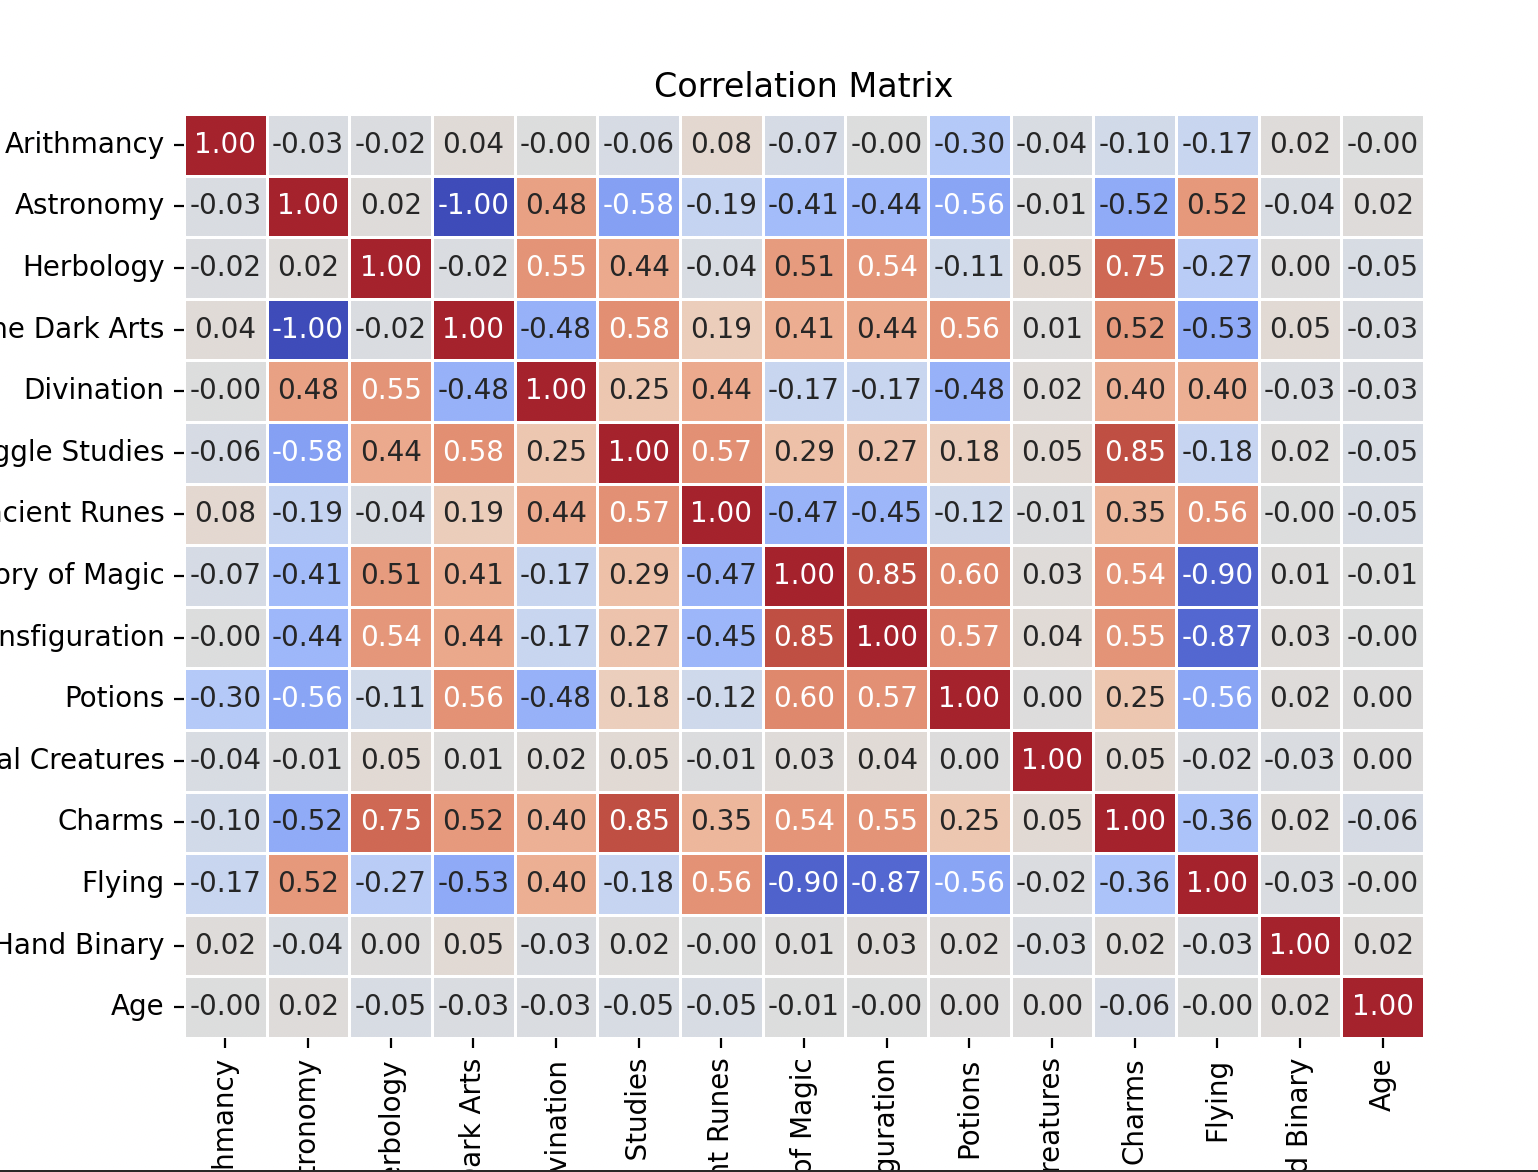 Correlation Matrix
Arithmancy 1.00 -0.03 -0.02 0.04 -0.00 -0.06 0.08 -0.07 -0.00 -0.30 -0.04 -0.10 -0.17 0.02 -0.00
Astronomy -0.03 1.00 0.02 -1.00 0.48 -0.58 -0.19 -0.41 -0.44 -0.56 -0.01 -0.52 0.52 -0.04 0.02
Herbology -0.02 0.02 1.00 -0.02 0.55 0.44 -0.04 0.51 0.54 -0.11 0.05 0.75 -0.27 0.00 -0.05
ne Dark Arts 0.04 -1.00 -0.02 1.00 -0.48 0.58 0.19 0.41 0.44 0.56 0.01 0.52 -0.53 0.05 -0.03
Divination -0.00 0.48 0.55 -0.48 1.00 0.25 0.44 -0.17 -0.17 -0.48 0.02 0.40 0.40 -0.03 -0.03
ggle Studies -0.06 -0.58 0.44 0.58 0.25 1.00 0.57 0.29 0.27 0.18 0.05 0.85 -0.18 0.02 -0.05
cient Runes 0.08 -0.19 -0.04 0.19 0.44 0.57 1.00 -0.47 -0.45 -0.12 -0.01 0.35 0.56 -0.00 -0.05
ory of Magic -0.07 -0.41 0.51 0.41 -0.17 0.29 -0.47 1.00 0.85 0.60 0.03 0.54 -0.90 0.01 -0.01
nsfiguration -0.00 -0.44 0.54 0.44 -0.17 0.27 -0.45 0.85 1.00 0.57 0.04 0.55 -0.87 0.03 -0.00
Potions -0.30 -0.56 -0.11 0.56 -0.48 0.18 -0.12 0.60 0.57 1.00 0.00 0.25 -0.56 0.02 0.00
al Creatures -0.04 -0.01 0.05 0.01 0.02 0.05 -0.01 0.03 0.04 0.00 1.00 0.05 -0.02 -0.03 0.00
Charms -0.10 -0.52 0.75 0.52 0.40 0.85 0.35 0.54 0.55 0.25 0.05 1.00 -0.36 0.02 -0.06
Flying -0.17 0.52 -0.27 -0.53 0.40 -0.18 0.56 -0.90 -0.87 -0.56 -0.02 -0.36 1.00 -0.03 -0.00
Hand Binary 0.02 -0.04 0.00 0.05 -0.03 0.02 -0.00 0.01 0.03 0.02 -0.03 0.02 -0.03 1.00 0.02
Age -0.00 0.02 -0.05 -0.03 -0.03 -0.05 -0.05 -0.01 -0.00 0.00 0.00 -0.06 -0.00 0.02 1.00
hmancy
tronomy
erbology
ark Arts
vination
Studies
nt Runes
of Magic
guration
Potions
reatures
Charms
Flying
d Binary
Age